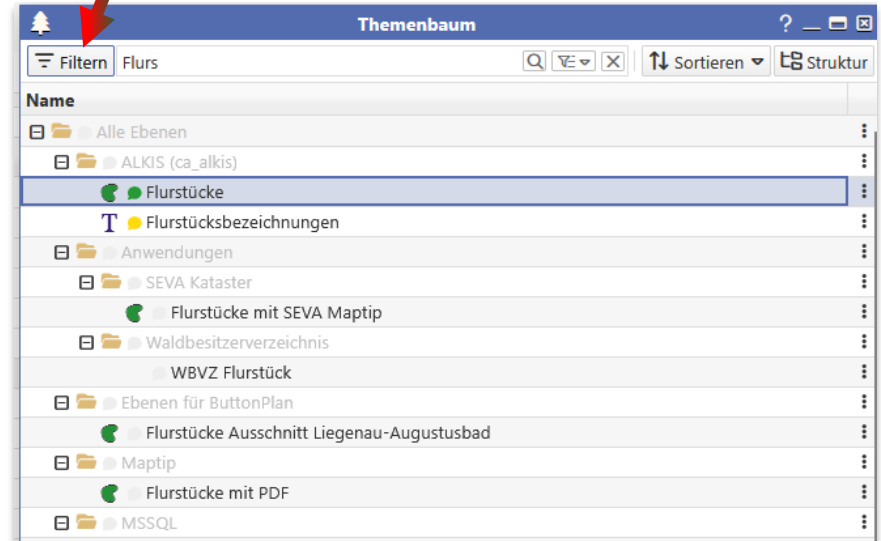 Themenbaum ?
Filtern Flurs Sortieren Struktur
Name
Alle Ebenen
ALKIS (ca_alkis)
Flurstücke
T Flurstücksbezeichnungen
Anwendungen
SEVA Kataster
Flurstücke mit SEVA Maptip
Waldbesitzerverzeichnis
WBVZ Flurstück
Ebenen für ButtonPlan
Flurstücke Ausschnitt Liegenau-Augustusbad
Maptip
Flurstücke mit PDF
MSSQL